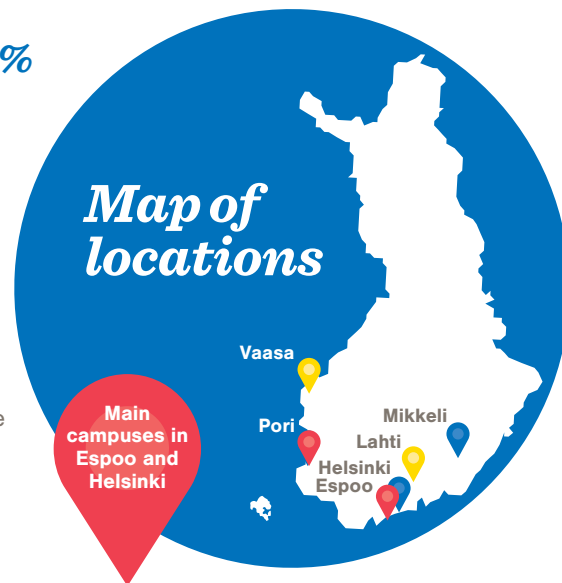 %
Map of
locations
Vaasa
Pori
Mikkeli
Lahti
Helsinki
Espoo
Main
campuses in
Espoo and
Helsinki
e